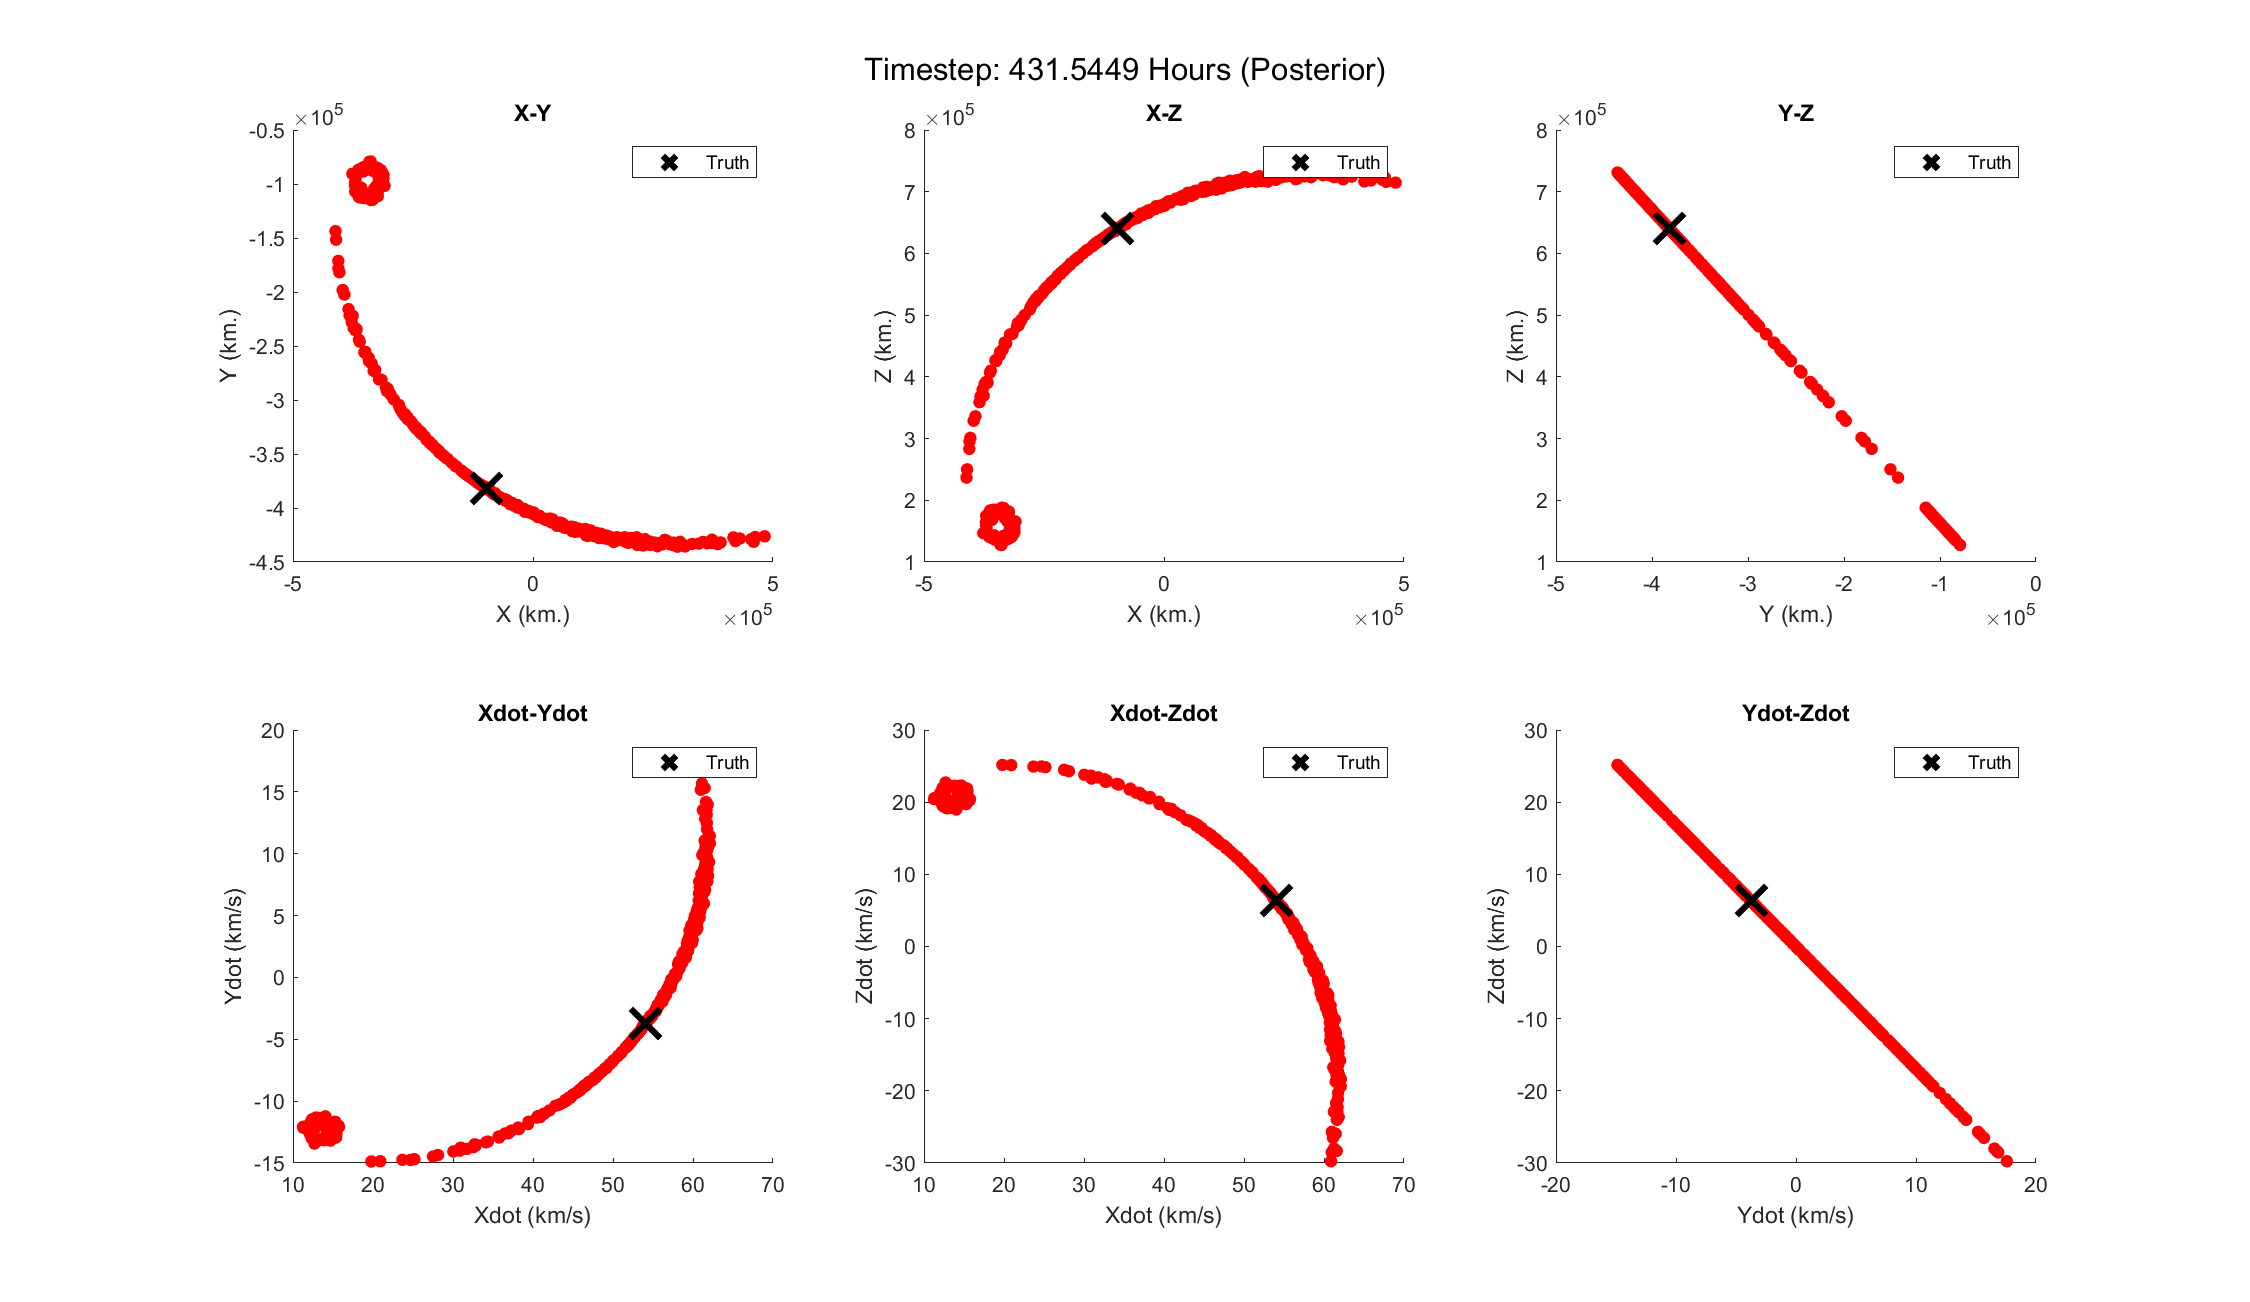 Timestep: 431.5449 Hours (Posterior)
X-Y
×10^5
-0.5
-1
-1.5
-2
-2.5
-3
-3.5
-4
-4.5
Y (km.)
Truth
-5 0 5
X (km.)
×10^5
X-Z
×10^5
8
7
6
5
4
3
2
1
Z (km.)
Truth
-5 0 5
X (km.)
×10^5
Y-Z
×10^5
8
7
6
5
4
3
2
1
Z (km.)
Truth
-5 -4 -3 -2 -1 0
Y (km.)
×10^5
Xdot-Ydot
20
15
10
5
0
-5
-10
-15
Ydot (km/s)
Truth
10 20 30 40 50 60 70
Xdot (km/s)
Xdot-Zdot
30
20
10
0
-10
-20
-30
Zdot (km/s)
Truth
10 20 30 40 50 60 70
Xdot (km/s)
Ydot-Zdot
30
20
10
0
-10
-20
-30
Zdot (km/s)
Truth
-20 -10 0 10 20
Ydot (km/s)